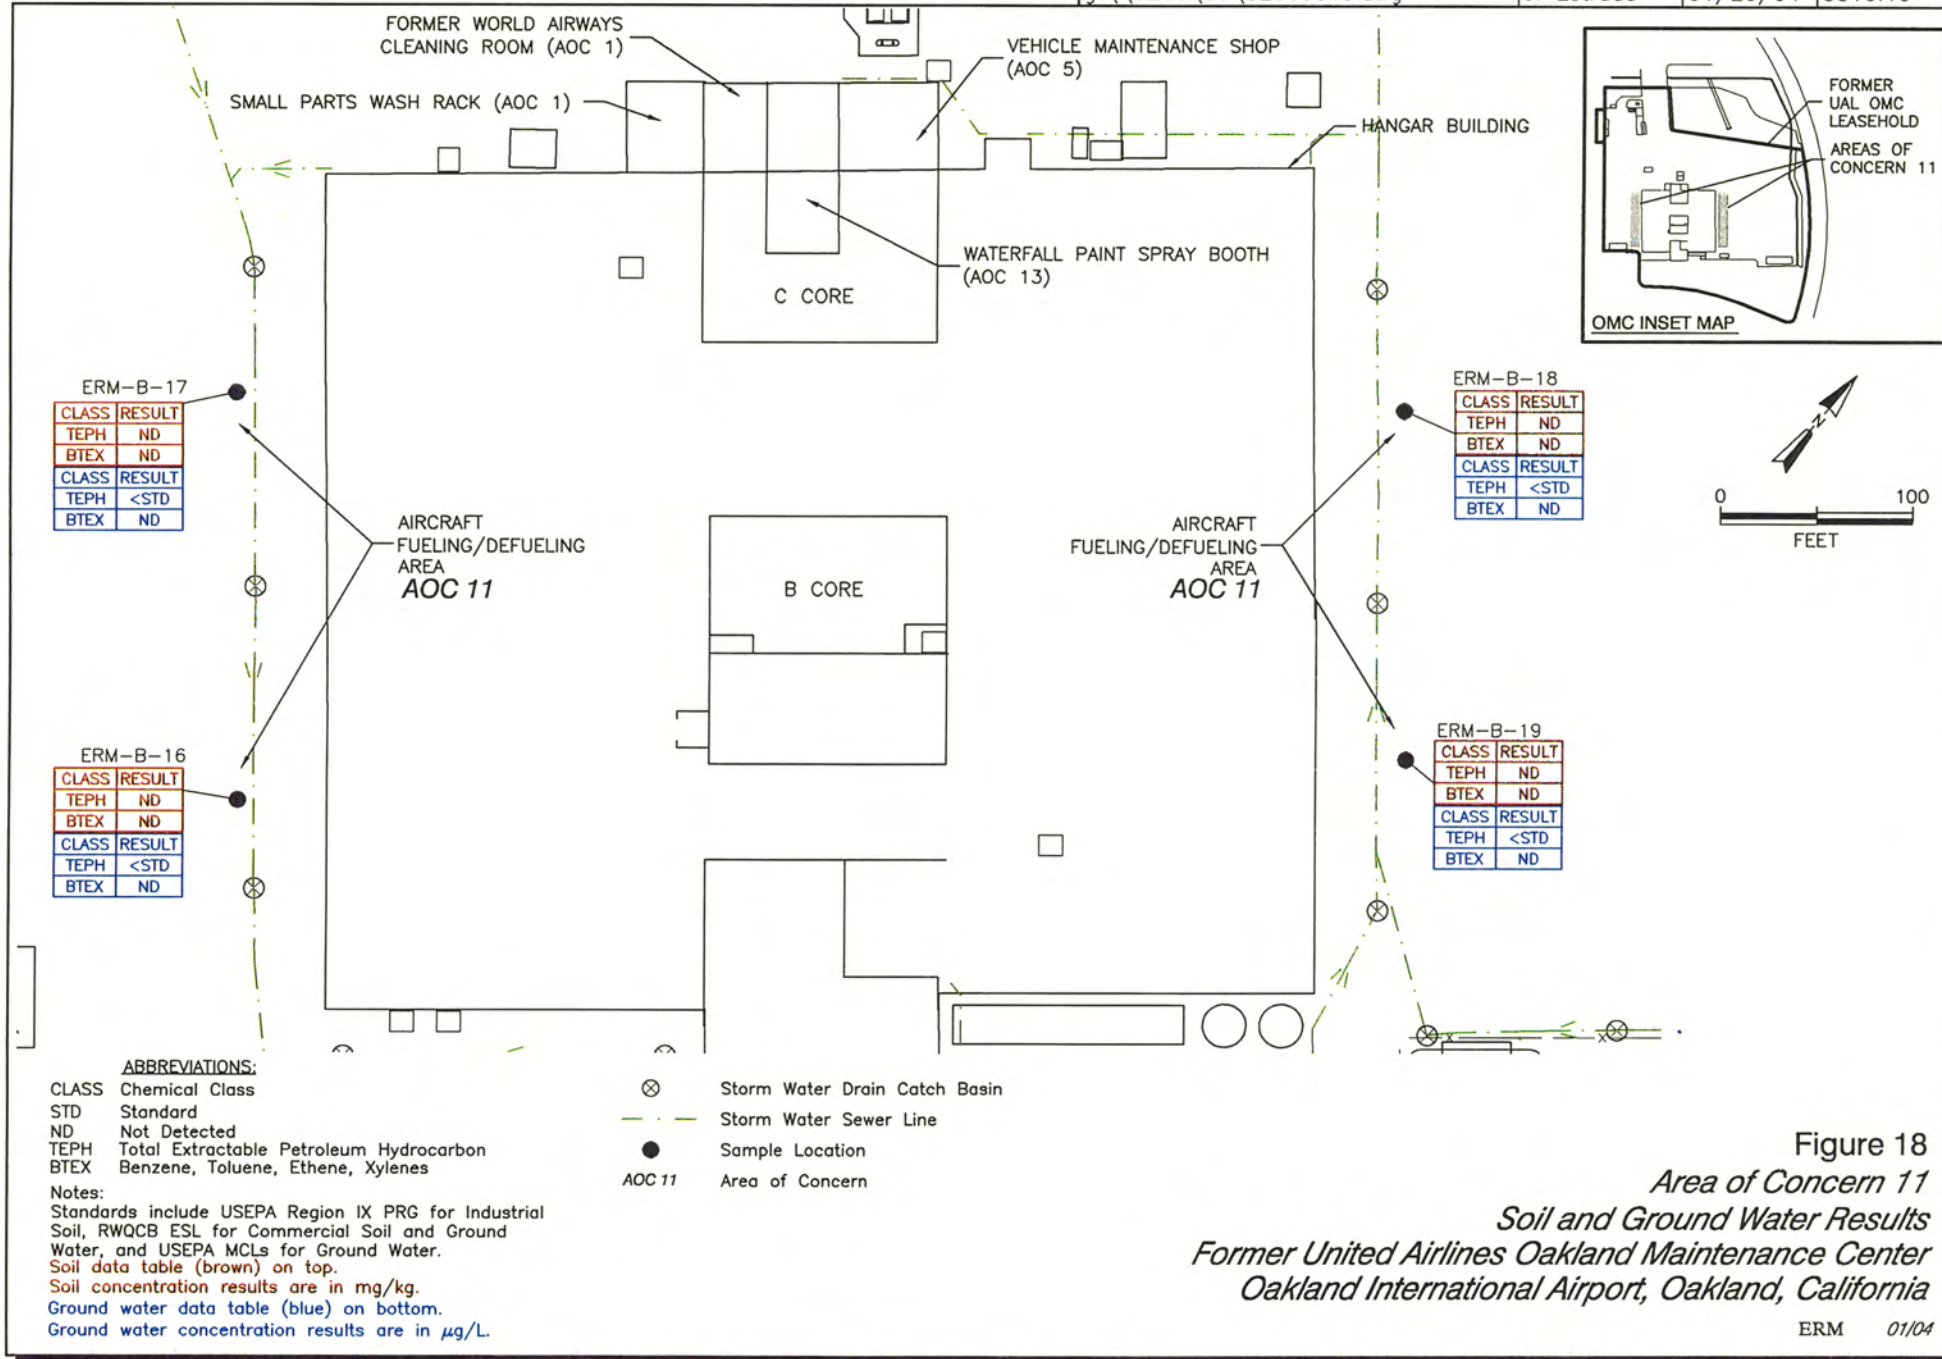 FORMER WORLD AIRWAYS
CLEANING ROOM (AOC 1)
VEHICLE MAINTENANCE SHOP
(AOC 5)
SMALL PARTS WASH RACK (AOC 1)
HANGAR BUILDING
WATERFALL PAINT SPRAY BOOTH
(AOC 13)
C CORE
FORMER
UAL OMC
LEASEHOLD
AREAS OF
CONCERN 11
OMC INSET MAP
ERM-B-17
CLASS RESULT
TEPH ND
BTEX ND
CLASS RESULT
TEPH <STD
BTEX ND
ERM-B-18
CLASS RESULT
TEPH ND
BTEX ND
CLASS RESULT
TEPH <STD
BTEX ND
N
0 100
FEET
AIRCRAFT
FUELING/DEFUELING
AREA
AOC 11
AIRCRAFT
FUELING/DEFUELING
AREA
AOC 11
B CORE
ERM-B-16
CLASS RESULT
TEPH ND
BTEX ND
CLASS RESULT
TEPH <STD
BTEX ND
ERM-B-19
CLASS RESULT
TEPH ND
BTEX ND
CLASS RESULT
TEPH <STD
BTEX ND
x x
ABBREVIATIONS:
CLASS Chemical Class
STD Standard
ND Not Detected
TEPH Total Extractable Petroleum Hydrocarbon
BTEX Benzene, Toluene, Ethene, Xylenes
Notes:
Standards include USEPA Region IX PRG for Industrial
Soil, RWQCB ESL for Commercial Soil and Ground
Water, and USEPA MCLs for Ground Water.
Soil data table (brown) on top.
Soil concentration results are in mg/kg.
Ground water data table (blue) on bottom.
Ground water concentration results are in μg/L.
Storm Water Drain Catch Basin
Storm Water Sewer Line
Sample Location
AOC 11 Area of Concern
Figure 18
Area of Concern 11
Soil and Ground Water Results
Former United Airlines Oakland Maintenance Center
Oakland International Airport, Oakland, California
ERM 01/04